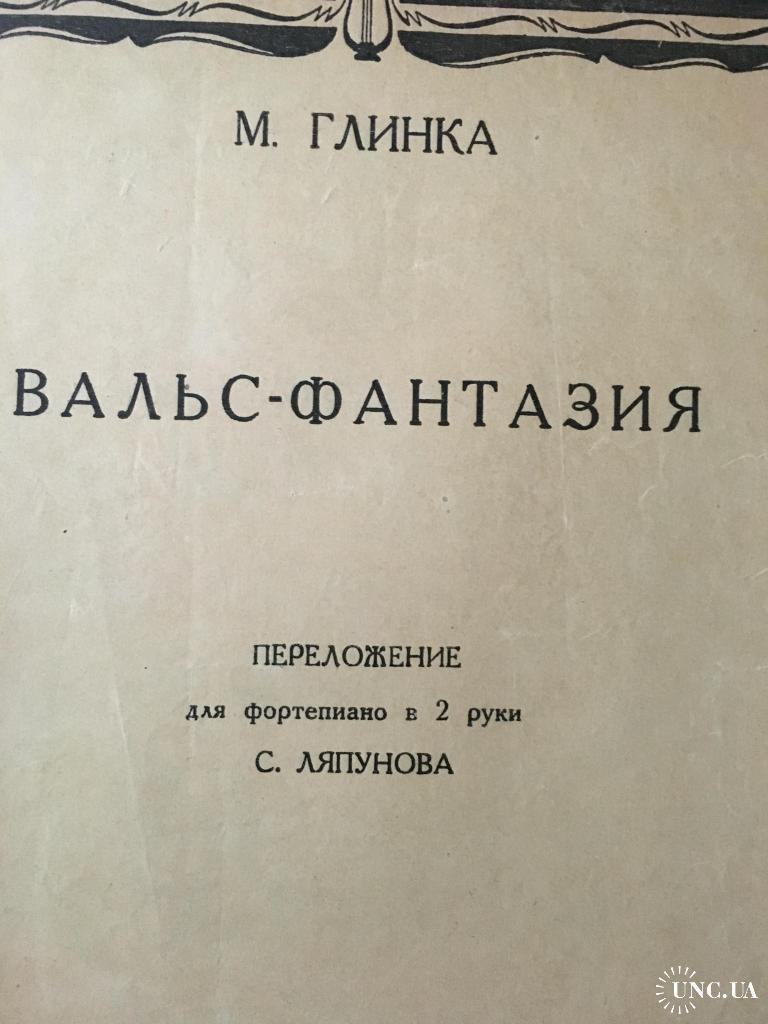 М. ГЛИНКА
ВАЛЬС-ФАНТАЗИЯ
ПЕРЕЛОЖЕНИЕ
для фортепиано в 2 руки
С. ЛЯПУНОВА
UNC.UA